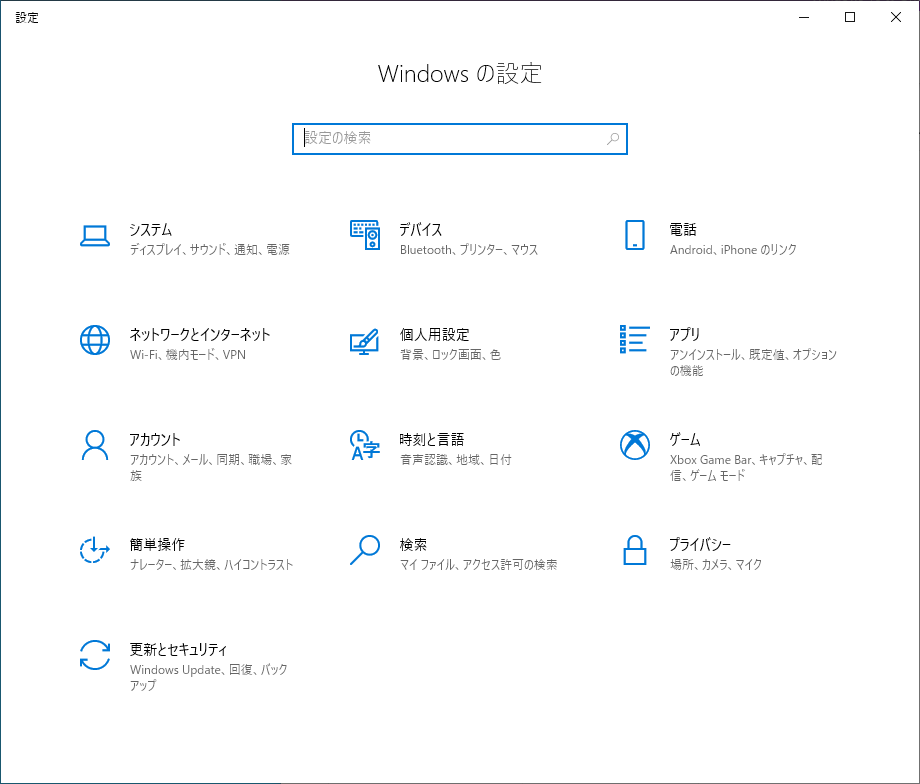 設定
Windows の設定
設定の検索
システム
ディスプレイ、サウンド、通知、電源
デバイス
Bluetooth、プリンター、マウス
電話
Android、iPhone のリンク
ネットワークとインターネット
Wi-Fi、機内モード、VPN
個人用設定
背景、ロック画面、色
アプリ
アンインストール、既定値、オプション
の機能
アカウント
アカウント、メール、同期、職場、家
族
時刻と言語
音声認識、地域、日付
ゲーム
Xbox Game Bar、キャプチャ、配
信、ゲーム モード
簡単操作
ナレーター、拡大鏡、ハイコントラスト
検索
マイ ファイル、アクセス許可の検索
プライバシー
場所、カメラ、マイク
更新とセキュリティ
Windows Update、回復、バック
アップ